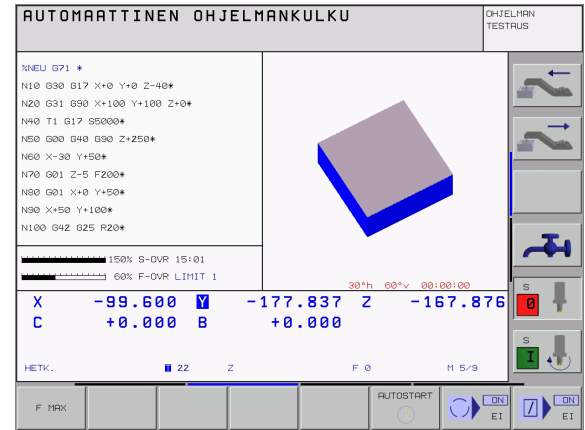 AUTOMAATTINEN OHJELMANKULKU
OHJELMAN
TESTAUS
%NEU G71 *
N10 G30 G17 X+0 Y+0 Z-40*
N20 G31 G90 X+100 Y+100 Z+0*
N40 T1 G17 S5000*
N50 G00 G40 G90 Z+250*
N60 X-30 Y+50*
N70 G01 Z-5 F200*
N80 G01 X+0 Y+50*
N90 X+50 Y+100*
N100 G42 G25 R20*
150% S-OVR 15:01
60% F-OVR LIMIT 1
30°h 60°v 00:00:00
X -99.600 Y -177.837 Z -167.876
C +0.000 B +0.000
HETK. T 22 Z F 0 M 5/9
S
0
S
I
F MAX
AUTOSTART
ON
EI
ON
EI